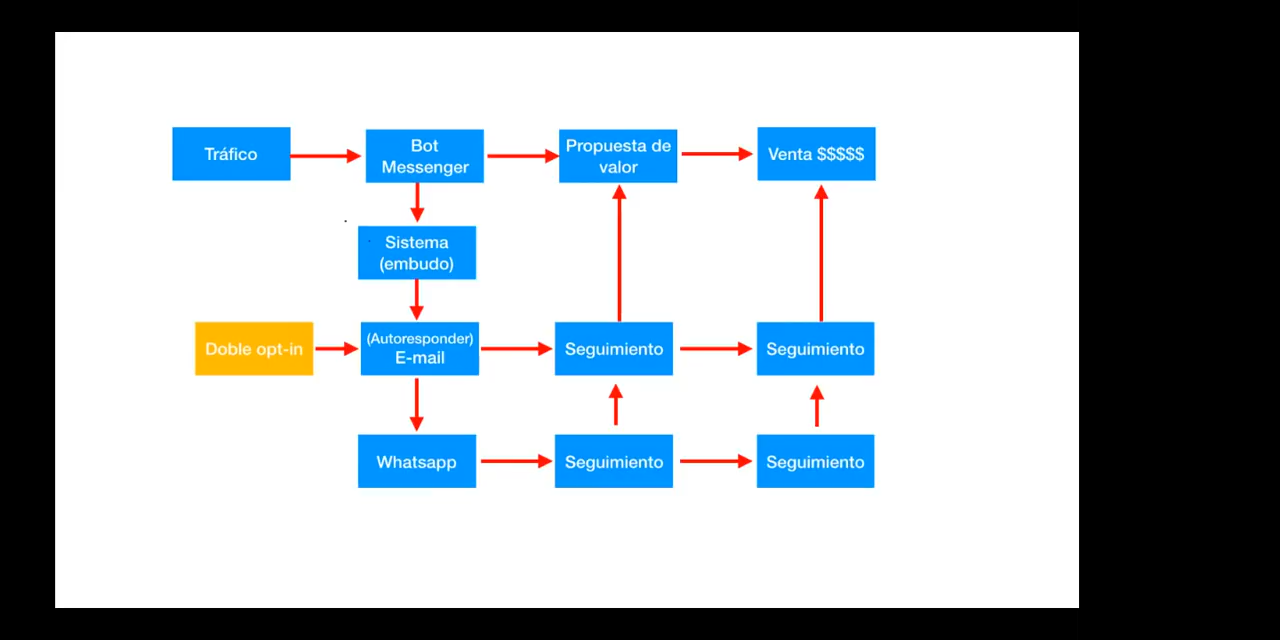 Tráfico
Bot
Messenger
Propuesta de
valor
Venta $$$$$
Sistema
(embudo)
Doble opt-in
(Autoresponder)
E-mail
Seguimiento
Seguimiento
Whatsapp
Seguimiento
Seguimiento